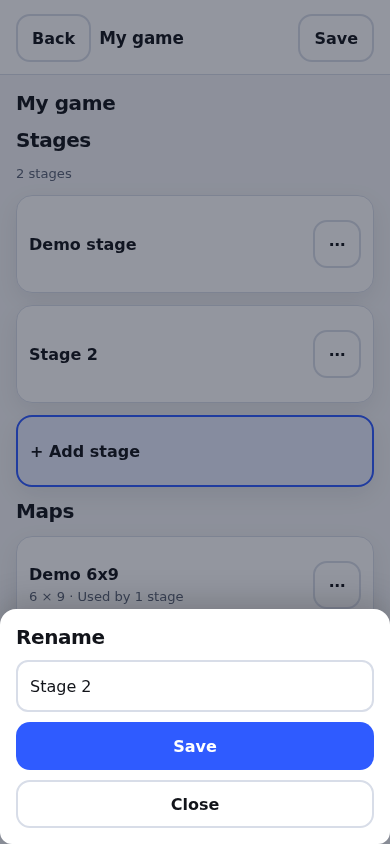 Back My game Save
My game
Stages
2 stages
Demo stage ...
Stage 2 ...
+ Add stage
Maps
Demo 6x9 ...
6 × 9 · Used by 1 stage
Rename
Stage 2
Save
Close